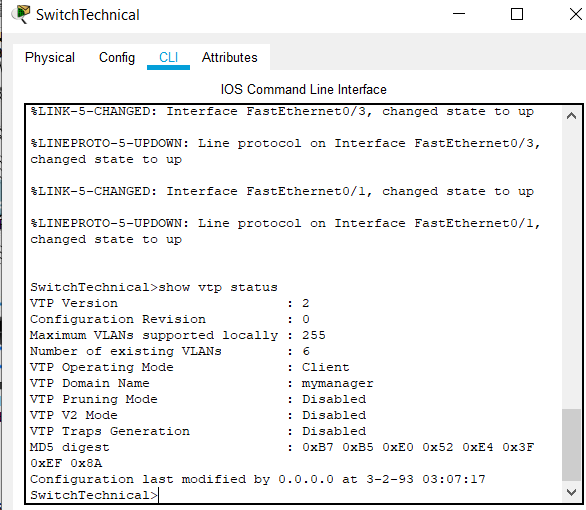 SwitchTechnical
Physical Config CLI Attributes
IOS Command Line Interface
%LINK-5-CHANGED: Interface FastEthernet0/3, changed state to up
%LINEPROTO-5-UPDOWN: Line protocol on Interface FastEthernet0/3,
changed state to up
%LINK-5-CHANGED: Interface FastEthernet0/1, changed state to up
%LINEPROTO-5-UPDOWN: Line protocol on Interface FastEthernet0/1,
changed state to up
SwitchTechnical>show vtp status
VTP Version : 2
Configuration Revision : 0
Maximum VLANs supported locally : 255
Number of existing VLANs : 6
VTP Operating Mode : Client
VTP Domain Name : mymanager
VTP Pruning Mode : Disabled
VTP V2 Mode : Disabled
VTP Traps Generation : Disabled
MD5 digest : 0xB7 0xB5 0xE0 0x52 0xE4 0x3F
0xEF 0x8A
Configuration last modified by 0.0.0.0 at 3-2-93 03:07:17
SwitchTechnical>